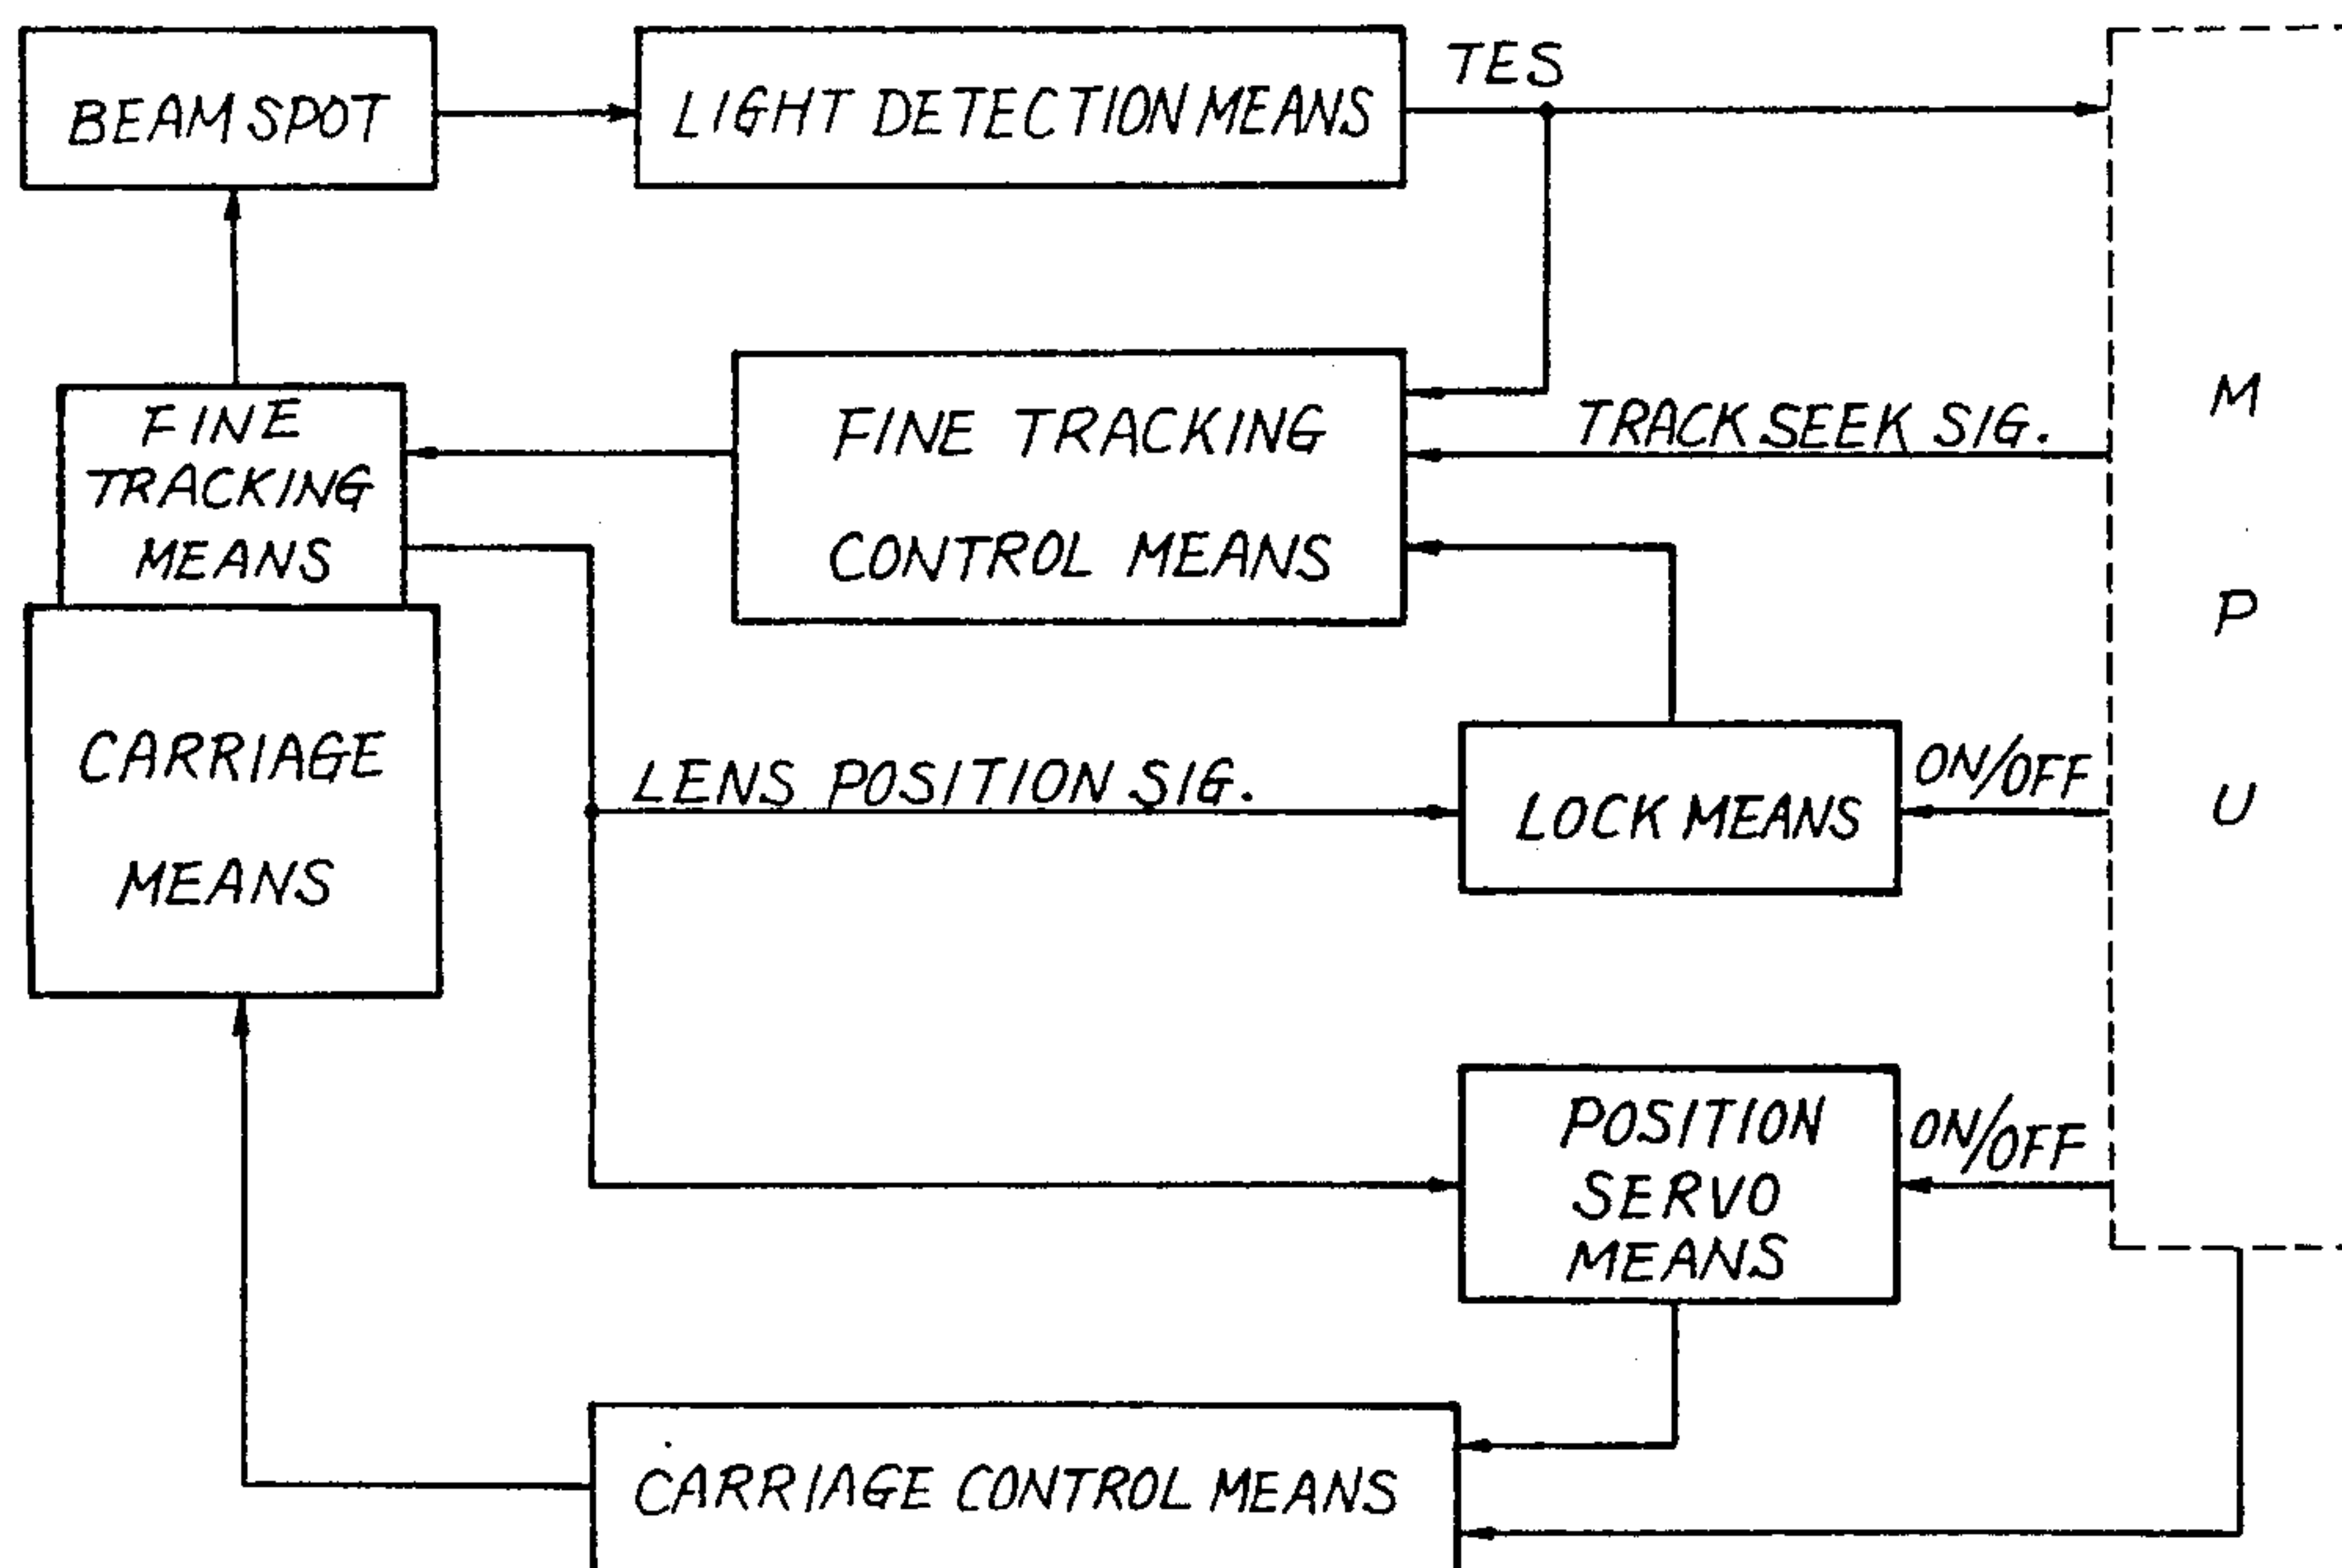 BEAM SPOT
LIGHT DETECTION MEANS
TES
FINE
TRACKING
MEANS
FINE TRACKING
CONTROL MEANS
TRACK SEEK SIG.
M
P
U
CARRIAGE
MEANS
LENS POSITION SIG.
LOCK MEANS
ON/OFF
POSITION
SERVO
MEANS
ON/OFF
CARRIAGE CONTROL MEANS